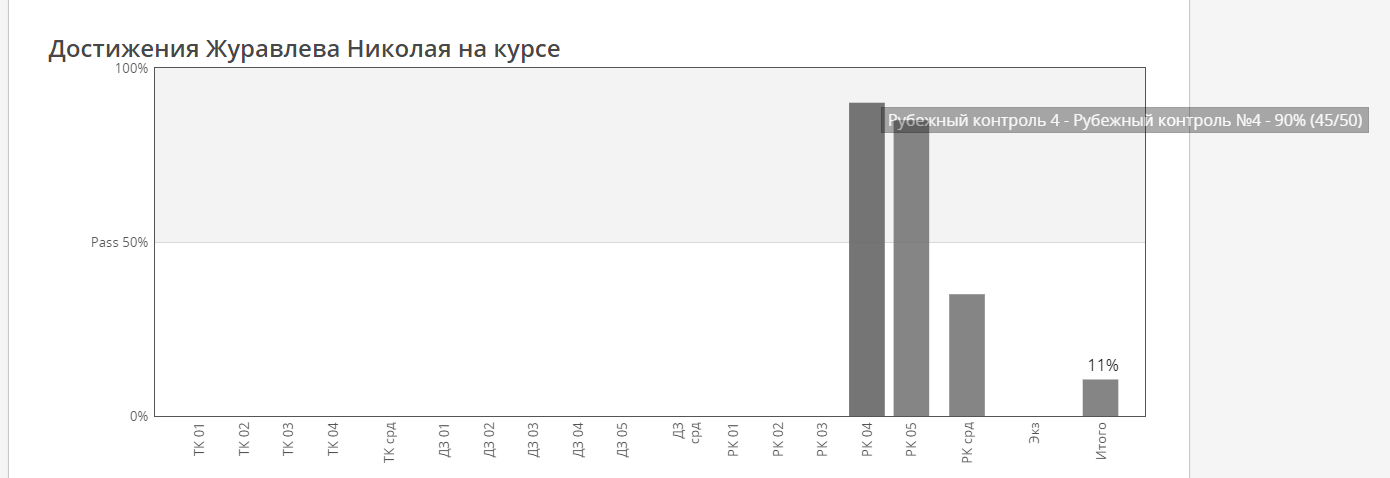 Достижения Журавлева Николая на курсе
100%
Рубежный контроль 4 - Рубежный контроль №4 - 90% (45/50)
Pass 50%
11%
0%
ТК 01
ТК 02
ТК 03
ТК 04
ТК срд
ДЗ 01
ДЗ 02
ДЗ 03
ДЗ 04
ДЗ 05
ДЗ
срд
РК 01
РК 02
РК 03
РК 04
РК 05
РК срд
Экз
Итого